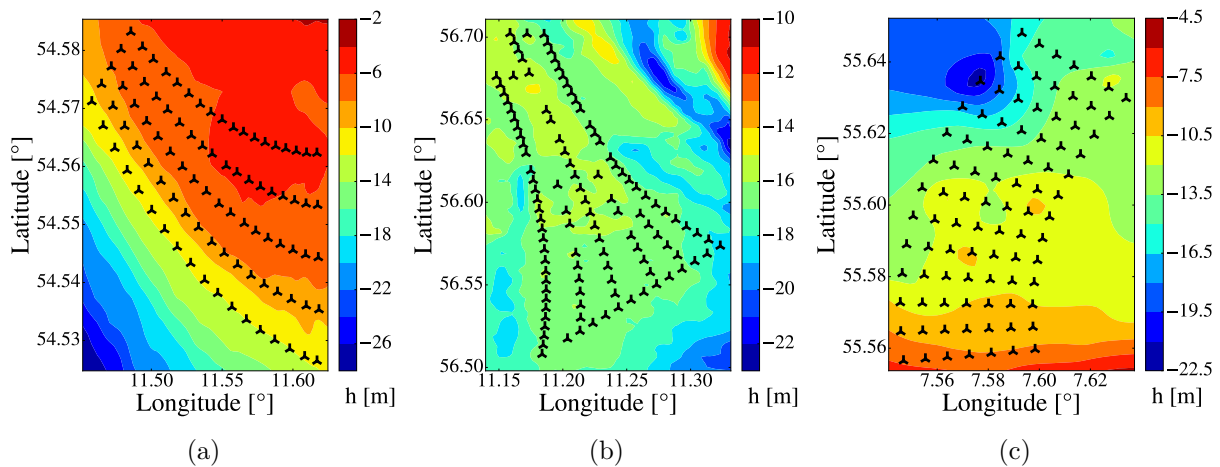 54.58
54.57
54.56
54.55
54.54
54.53
Latitude [°]
11.50 11.55 11.60
Longitude [°]
−2
−6
−10
−14
−18
−22
−26
h [m]
(a)
56.70
56.65
56.60
56.55
56.50
Latitude [°]
11.15 11.20 11.25 11.30
Longitude [°]
−10
−12
−14
−16
−18
−20
−22
h [m]
(b)
55.64
55.62
55.60
55.58
55.56
Latitude [°]
7.56 7.58 7.60 7.62
Longitude [°]
−4.5
−7.5
−10.5
−13.5
−16.5
−19.5
−22.5
h [m]
(c)